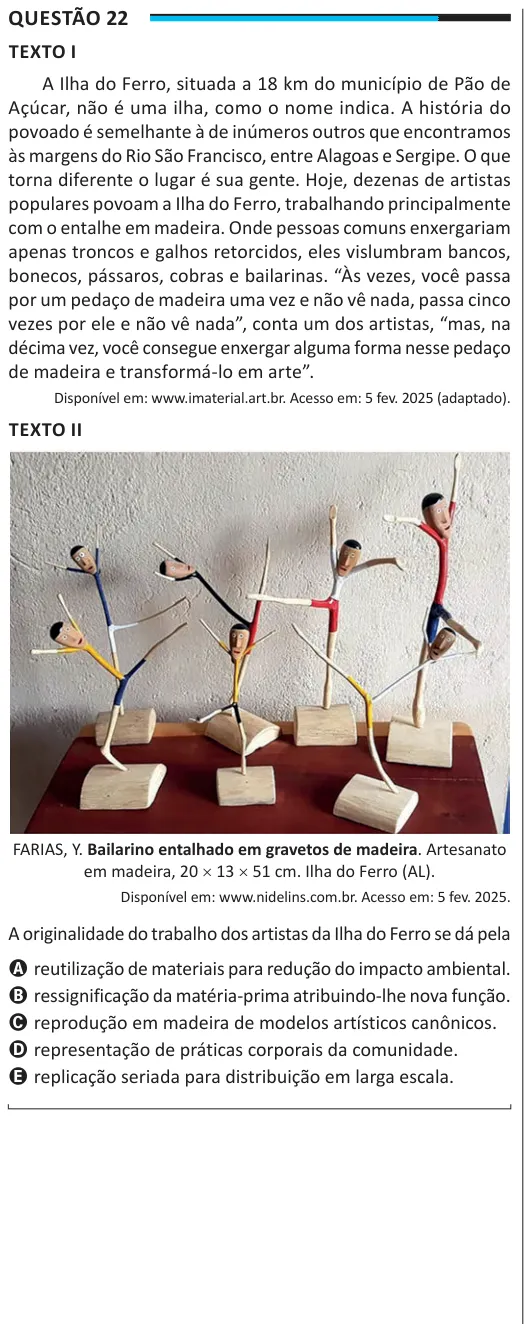 QUESTÃO 22
TEXTO I
A Ilha do Ferro, situada a 18 km do município de Pão de
Açúcar, não é uma ilha, como o nome indica. A história do
povoado é semelhante à de inúmeros outros que encontramos
às margens do Rio São Francisco, entre Alagoas e Sergipe. O que
torna diferente o lugar é sua gente. Hoje, dezenas de artistas
populares povoam a Ilha do Ferro, trabalhando principalmente
com o entalhe em madeira. Onde pessoas comuns enxergariam
apenas troncos e galhos retorcidos, eles vislumbram bancos,
bonecos, pássaros, cobras e bailarinas. “Às vezes, você passa
por um pedaço de madeira uma vez e não vê nada, passa cinco
vezes por ele e não vê nada”, conta um dos artistas, “mas, na
décima vez, você consegue enxergar alguma forma nesse pedaço
de madeira e transformá-lo em arte”.
Disponível em: www.imaterial.art.br. Acesso em: 5 fev. 2025 (adaptado).
TEXTO II
FARIAS, Y. Bailarino entalhado em gravetos de madeira. Artesanato
em madeira, 20 × 13 × 51 cm. Ilha do Ferro (AL).
Disponível em: www.nidelins.com.br. Acesso em: 5 fev. 2025.
A originalidade do trabalho dos artistas da Ilha do Ferro se dá pela
A reutilização de materiais para redução do impacto ambiental.
B ressignificação da matéria-prima atribuindo-lhe nova função.
C reprodução em madeira de modelos artísticos canônicos.
D representação de práticas corporais da comunidade.
E replicação seriada para distribuição em larga escala.